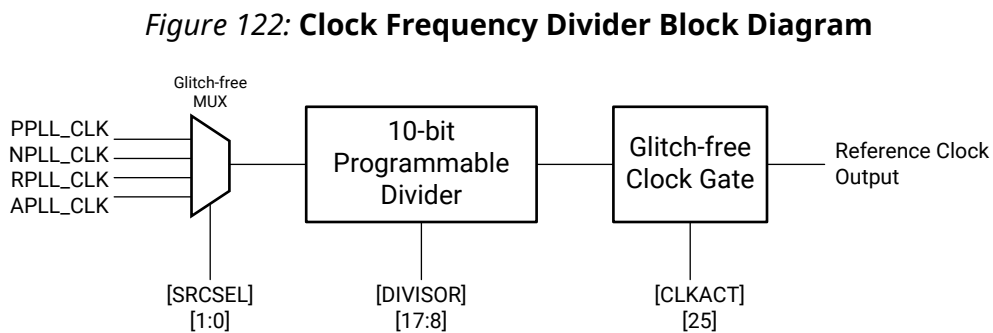 Figure 122: Clock Frequency Divider Block Diagram
Glitch-free
MUX
PPLL_CLK
NPLL_CLK
RPLL_CLK
APLL_CLK
10-bit
Programmable
Divider
Glitch-free
Clock Gate
Reference Clock
Output
[SRCSEL]
[1:0]
[DIVISOR]
[17:8]
[CLKACT]
[25]